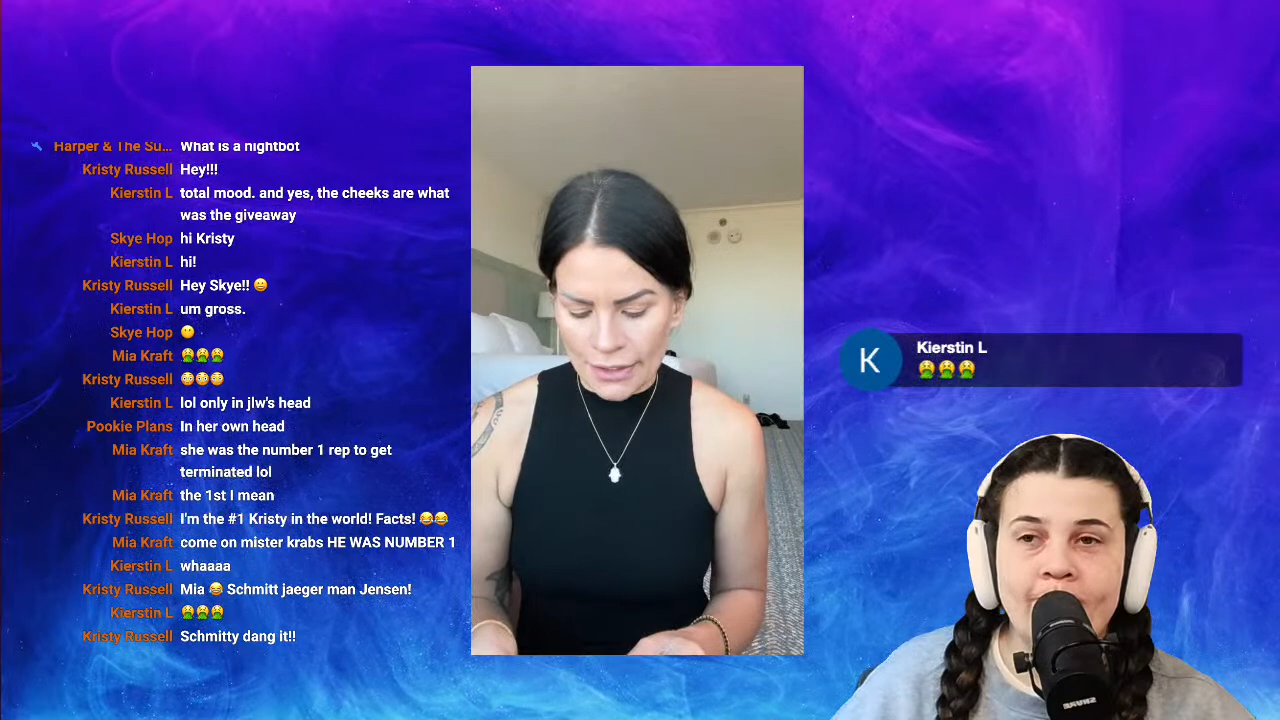 Harper & The Su... What is a nightbot
Kristy Russell Hey!!!
Kierstin L total mood. and yes, the cheeks are what
was the giveaway
Skye Hop hi Kristy
Kierstin L hi!
Kristy Russell Hey Skye!! 😀
Kierstin L um gross.
Skye Hop 😶
Mia Kraft 🤮🤮🤮
Kristy Russell 😳😳😳
Kierstin L lol only in jlw's head
Pookie Plans In her own head
Mia Kraft she was the number 1 rep to get
terminated lol
Mia Kraft the 1st I mean
Kristy Russell I'm the #1 Kristy in the world! Facts! 😂😂
Mia Kraft come on mister krabs HE WAS NUMBER 1
Kierstin L whaaaa
Kristy Russell Mia 😂 Schmitt jaeger man Jensen!
Kierstin L 🤮🤮🤮
Kristy Russell Schmitty dang it!!
K
Kierstin L
🤮🤮🤮
SHURE